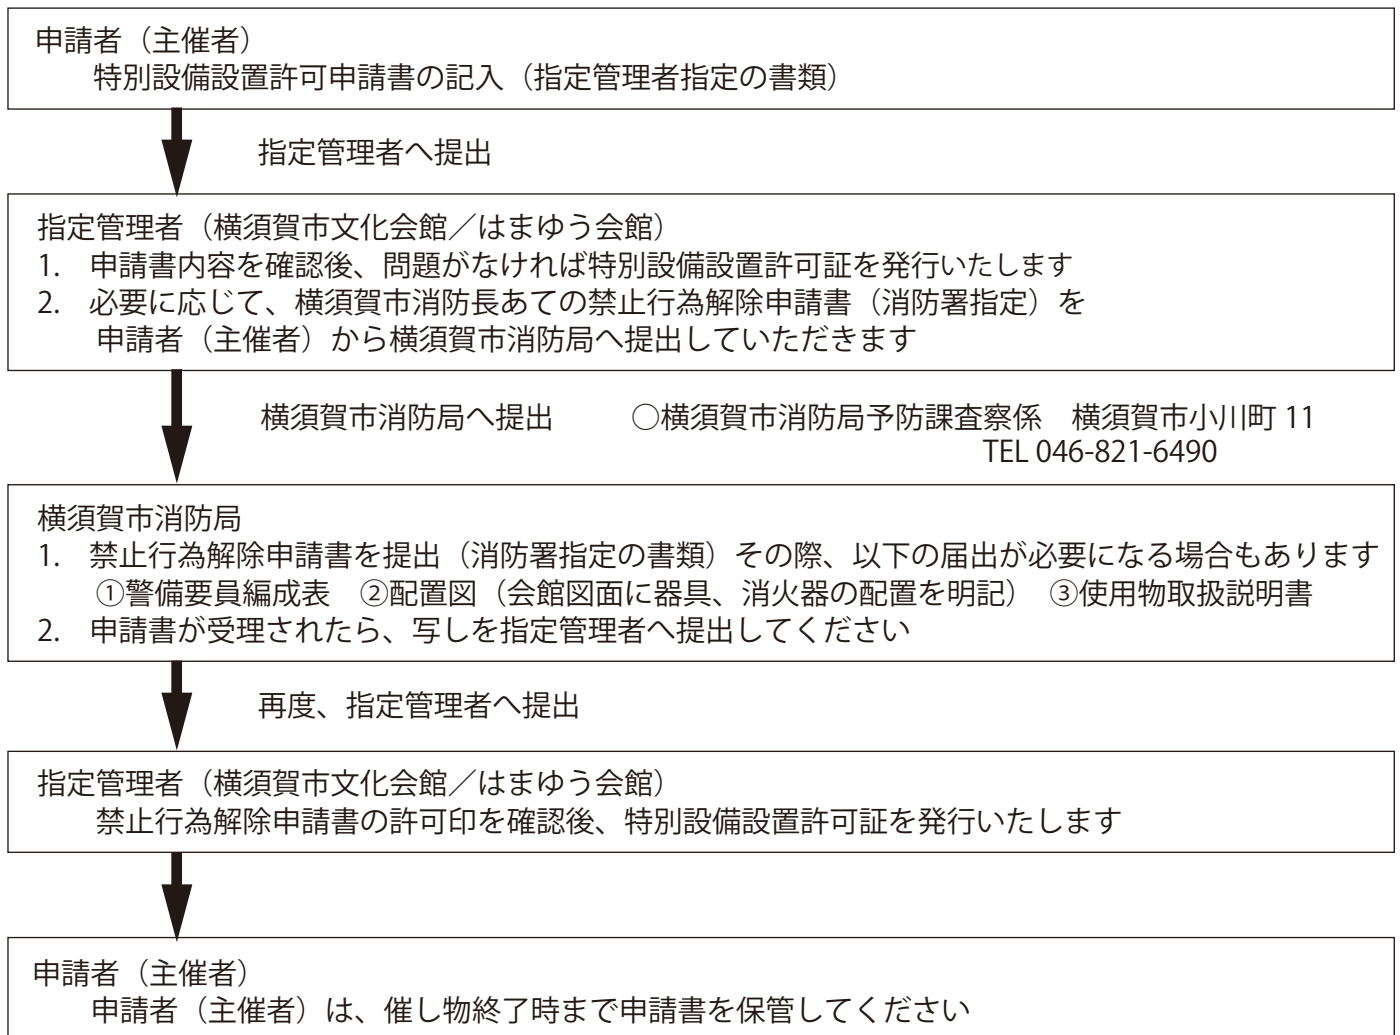 申請者（主催者）
特別設備設置許可申請書の記入（指定管理者指定の書類）
指定管理者へ提出
指定管理者（横須賀市文化会館／はまゆう会館）
1. 申請書内容を確認後、問題がなければ特別設備設置許可証を発行いたします
2. 必要に応じて、横須賀市消防長あての禁止行為解除申請書（消防署指定）を
申請者（主催者）から横須賀市消防局へ提出していただきます
横須賀市消防局へ提出 ○横須賀市消防局予防課査察係 横須賀市小川町 11
TEL 046-821-6490
横須賀市消防局
1. 禁止行為解除申請書を提出（消防署指定の書類）その際、以下の届出が必要になる場合もあります
①警備要員編成表 ②配置図（会館図面に器具、消火器の配置を明記） ③使用物取扱説明書
2. 申請書が受理されたら、写しを指定管理者へ提出してください
再度、指定管理者へ提出
指定管理者（横須賀市文化会館／はまゆう会館）
禁止行為解除申請書の許可印を確認後、特別設備設置許可証を発行いたします
申請者（主催者）
申請者（主催者）は、催し物終了時まで申請書を保管してください